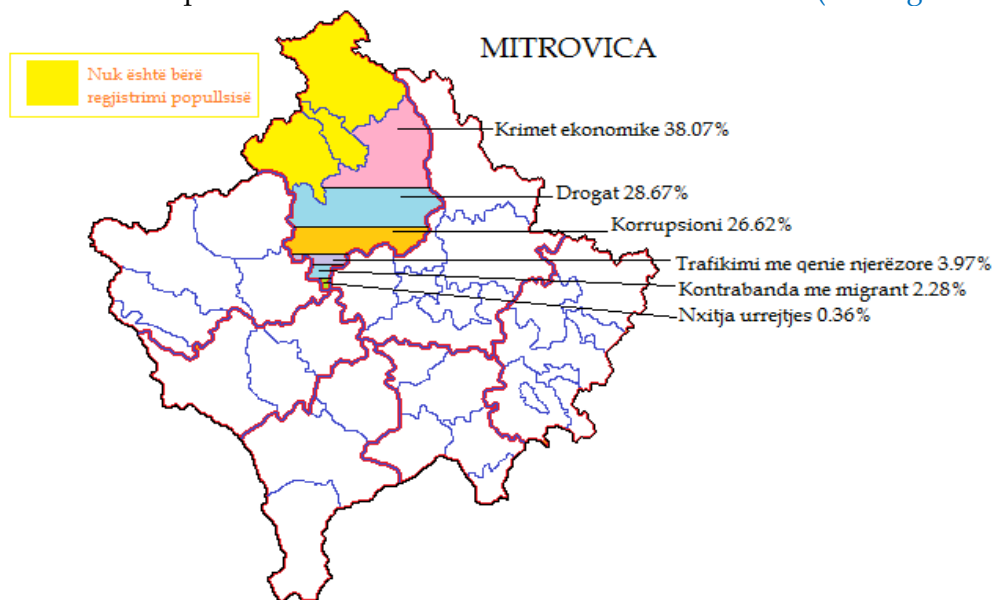 MITROVICA
Nuk është bërë
regjistrimi popullsisë
Krimet ekonomike 38.07%
Drogat 28.67%
Korrupsioni 26.62%
Trafikimi me qenie njerëzore 3.97%
Kontrabanda me migrant 2.28%
Nxitja urrejtjes 0.36%